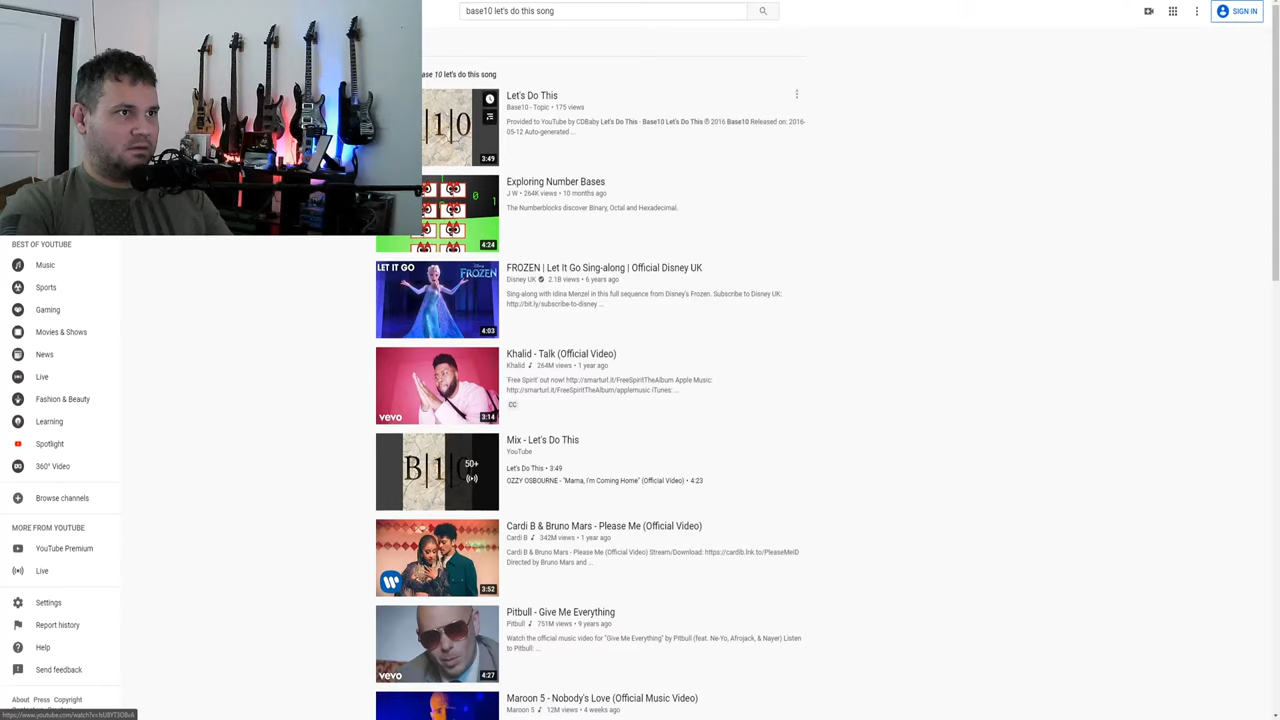 base10 let's do this song
SIGN IN
ase 10 let's do this song
|1|0
3:49
Let's Do This
Base10 - Topic • 175 views
Provided to YouTube by CDBaby Let's Do This · Base10 Let's Do This ℗ 2016 Base10 Released on: 2016-
05-12 Auto-generated ...
0
1
4:24
Exploring Number Bases
J W • 264K views • 10 months ago
The Numberblocks discover Binary, Octal and Hexadecimal.
LET IT GO
Disney
FROZEN
4:03
FROZEN | Let It Go Sing-along | Official Disney UK
Disney UK 2.1B views • 6 years ago
Sing-along with Idina Menzel in this full sequence from Disney's Frozen. Subscribe to Disney UK:
http://bit.ly/subscribe-to-disney ...
vevo
3:14
Khalid - Talk (Official Video)
Khalid 264M views • 1 year ago
'Free Spirit' out now! http://smarturl.it/FreeSpiritTheAlbum Apple Music:
http://smarturl.it/FreeSpiritTheAlbum/applemusic iTunes: ...
CC
B|1|0
50+
Mix - Let's Do This
YouTube
Let's Do This • 3:49
OZZY OSBOURNE - "Mama, I'm Coming Home" (Official Video) • 4:23
3:52
Cardi B & Bruno Mars - Please Me (Official Video)
Cardi B 342M views • 1 year ago
Cardi B & Bruno Mars - Please Me (Official Video) Stream/Download: https://cardib.lnk.to/PleaseMeID
Directed by Bruno Mars and ...
vevo
4:27
Pitbull - Give Me Everything
Pitbull 751M views • 9 years ago
Watch the official music video for "Give Me Everything" by Pitbull (feat. Ne-Yo, Afrojack, & Nayer) Listen
to Pitbull: ...
Maroon 5 - Nobody's Love (Official Music Video)
Maroon 5 12M views • 4 weeks ago
BEST OF YOUTUBE
Music
Sports
Gaming
Movies & Shows
News
Live
Fashion & Beauty
Learning
Spotlight
360° Video
Browse channels
MORE FROM YOUTUBE
YouTube Premium
Live
Settings
Report history
Help
Send feedback
About Press Copyright